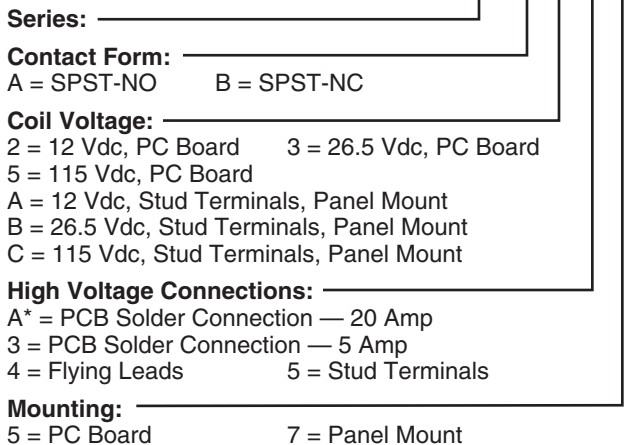 Series:
Contact Form:
A = SPST-NO B = SPST-NC
Coil Voltage:
2 = 12 Vdc, PC Board 3 = 26.5 Vdc, PC Board
5 = 115 Vdc, PC Board
A = 12 Vdc, Stud Terminals, Panel Mount
B = 26.5 Vdc, Stud Terminals, Panel Mount
C = 115 Vdc, Stud Terminals, Panel Mount
High Voltage Connections:
A* = PCB Solder Connection — 20 Amp
3 = PCB Solder Connection — 5 Amp
4 = Flying Leads 5 = Stud Terminals
Mounting:
5 = PC Board 7 = Panel Mount